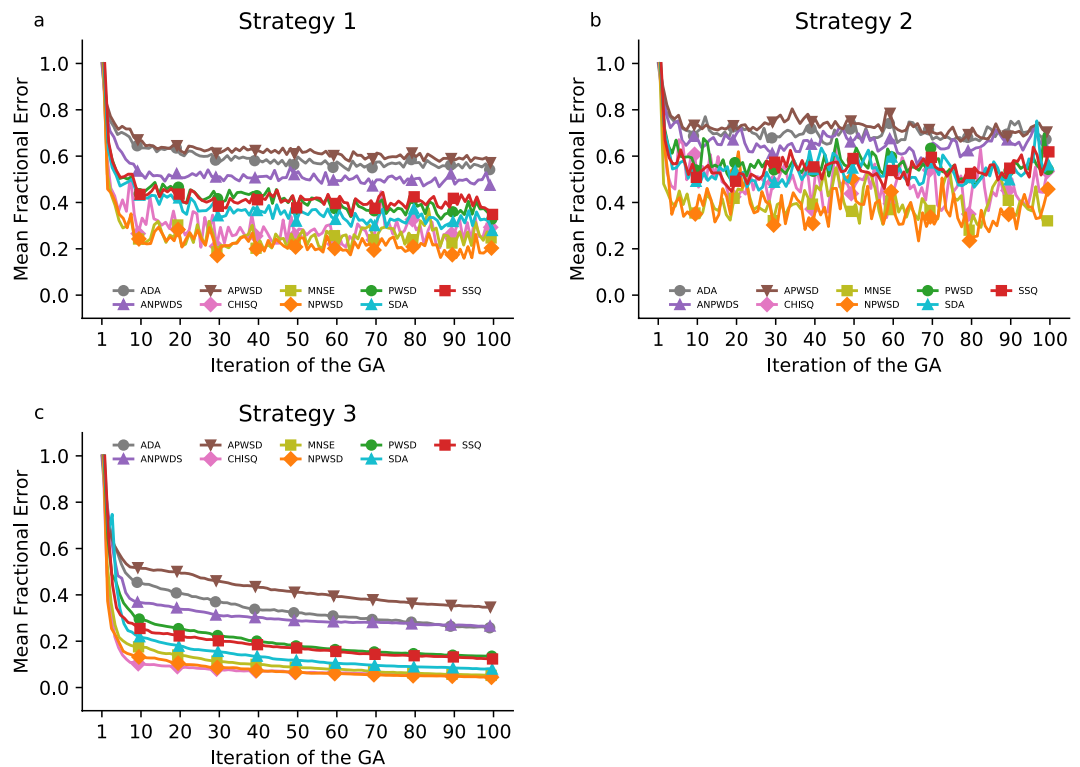 a
Strategy 1
Mean Fractional Error
1.0
0.8
0.6
0.4
0.2
0.0
ADA APWSD MNSE PWSD SSQ
ANPWDS CHISQ NPWSD SDA
1 10 20 30 40 50 60 70 80 90 100
Iteration of the GA
b
Strategy 2
Mean Fractional Error
1.0
0.8
0.6
0.4
0.2
0.0
ADA APWSD MNSE PWSD SSQ
ANPWDS CHISQ NPWSD SDA
1 10 20 30 40 50 60 70 80 90 100
Iteration of the GA
c
Strategy 3
ADA APWSD MNSE PWSD SSQ
ANPWDS CHISQ NPWSD SDA
Mean Fractional Error
1.0
0.8
0.6
0.4
0.2
0.0
1 10 20 30 40 50 60 70 80 90 100
Iteration of the GA